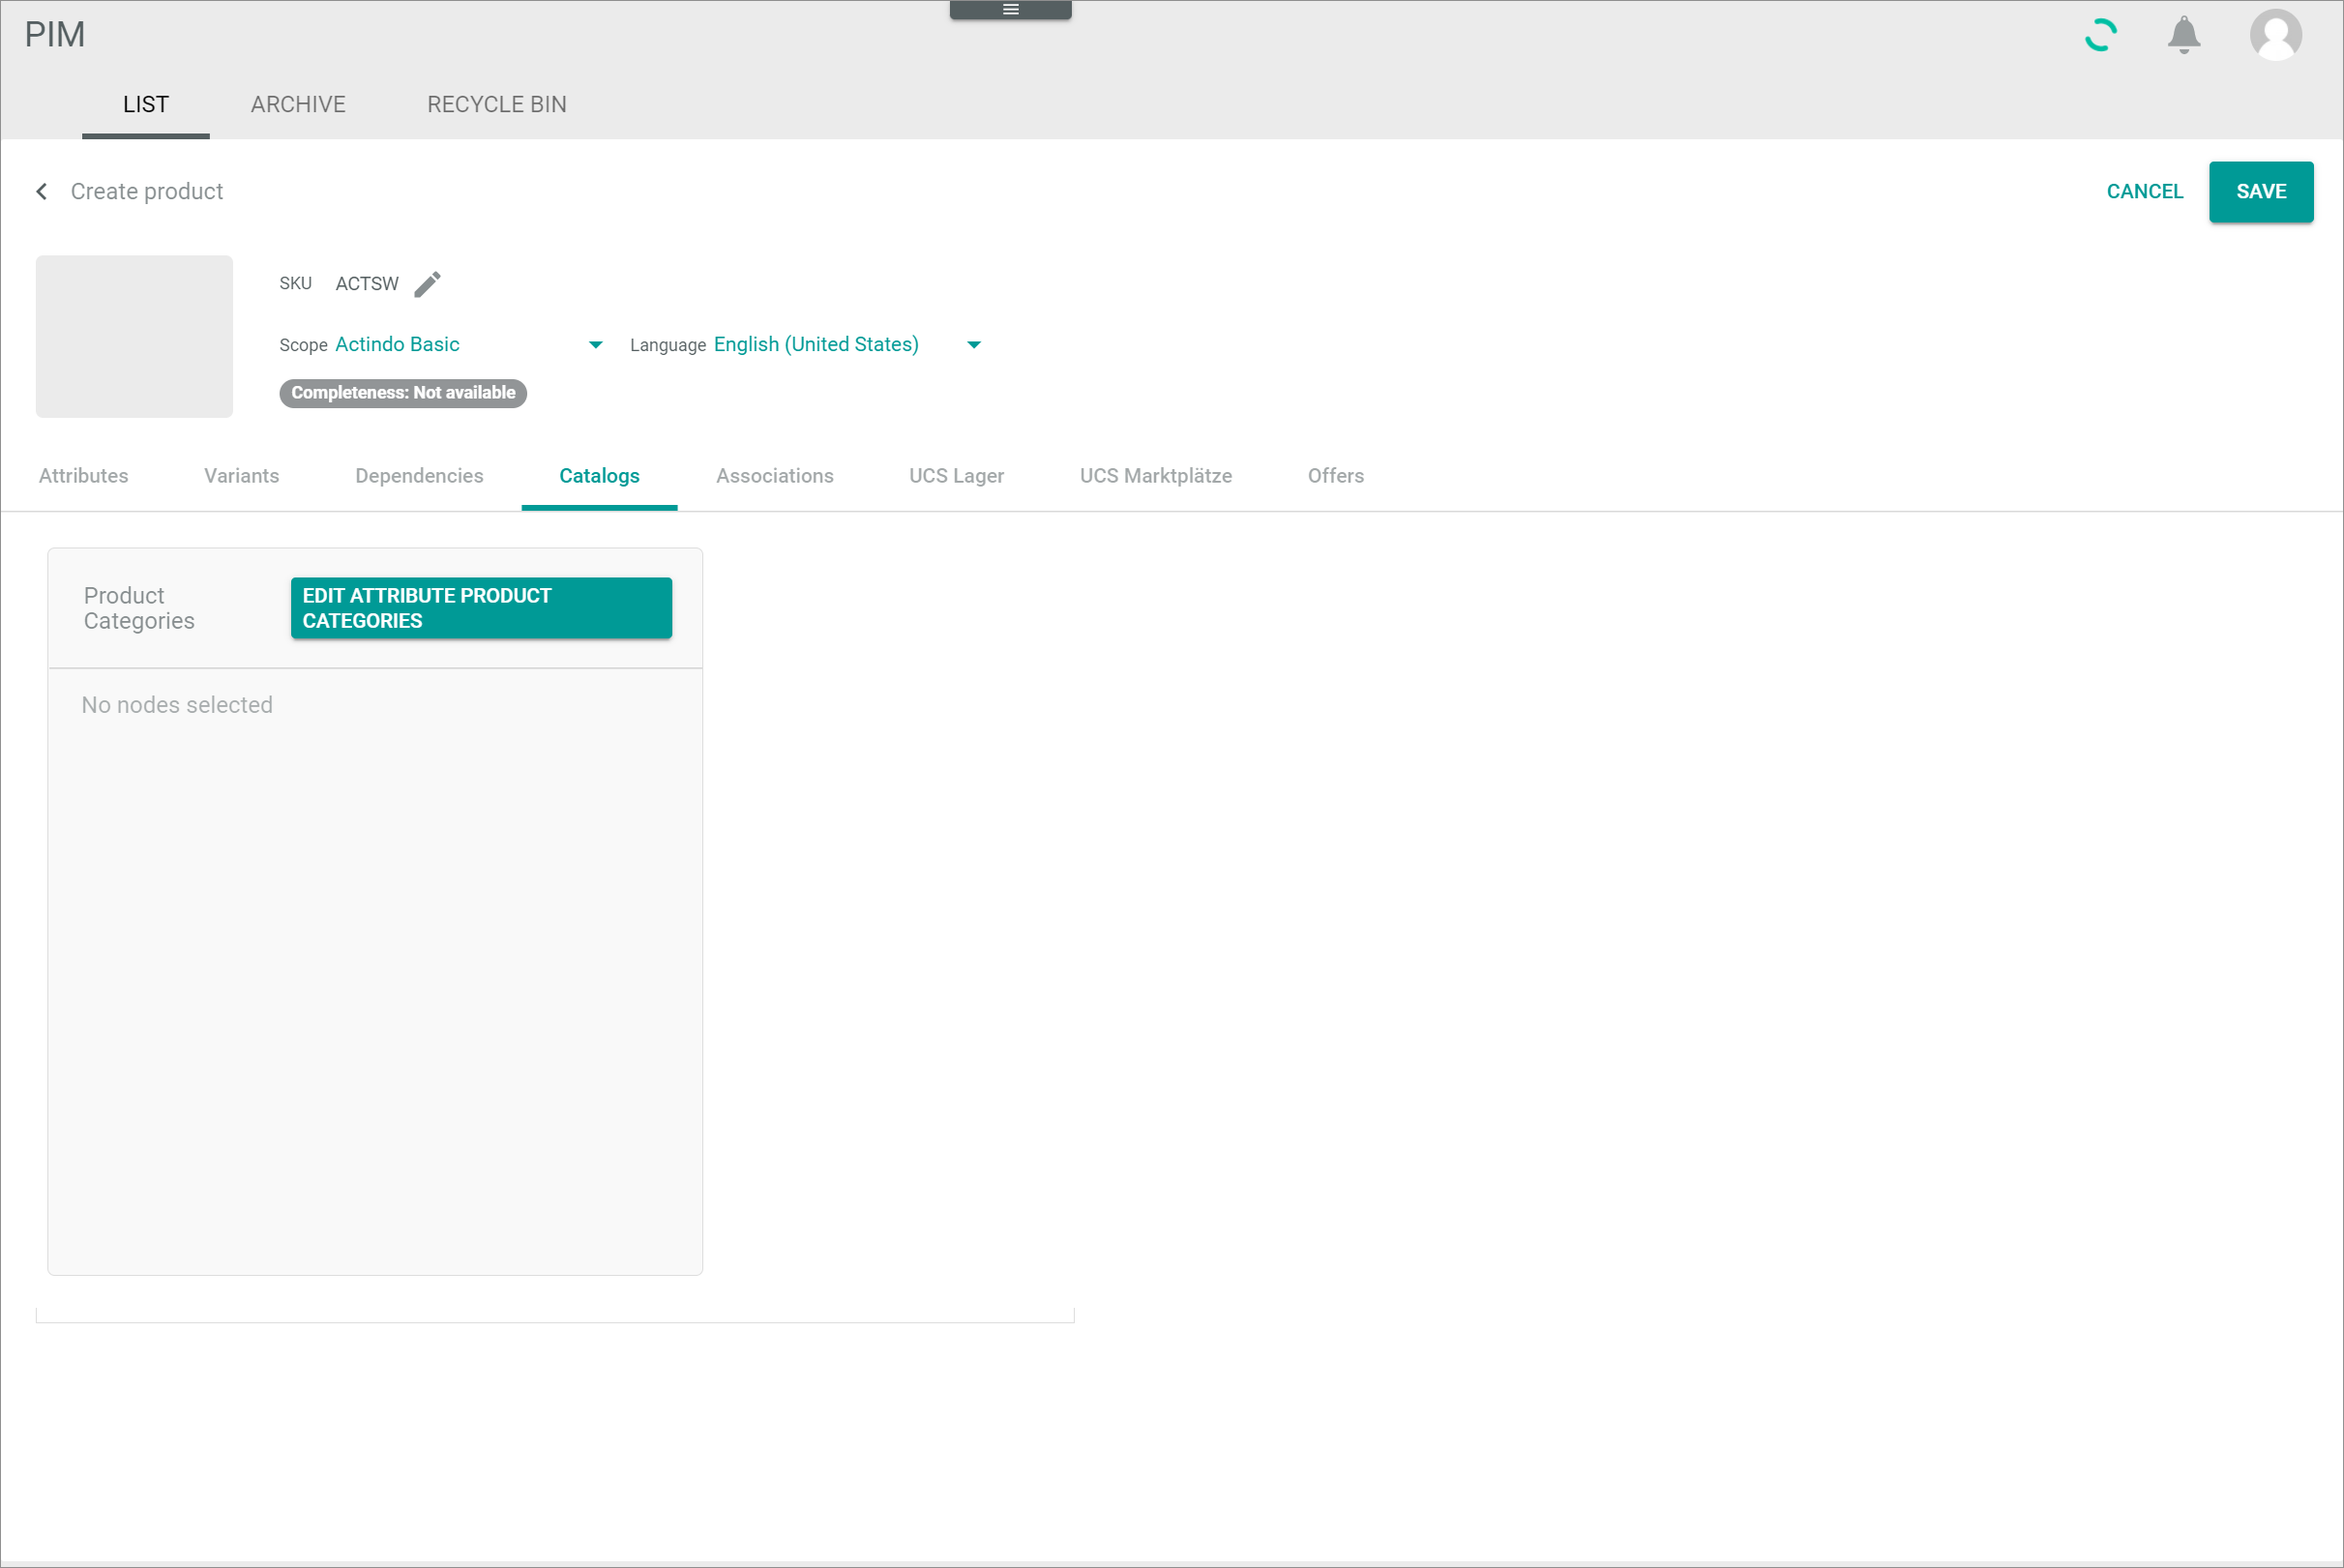 PIM
LIST ARCHIVE RECYCLE BIN
Create product
CANCEL SAVE
SKU ACTSW
Scope Actindo Basic Language English (United States)
Completeness: Not available
Attributes Variants Dependencies Catalogs Associations UCS Lager UCS Marktplätze Offers
Product
Categories
EDIT ATTRIBUTE PRODUCT
CATEGORIES
No nodes selected